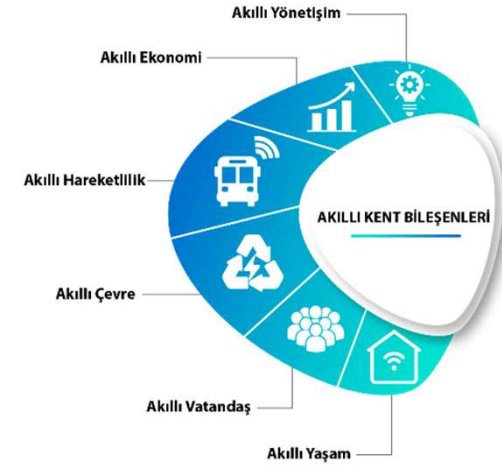 Akıllı Yönetişim
Akıllı Ekonomi
Akıllı Hareketlilik
AKILLI KENT BİLEŞENLERİ
Akıllı Çevre
Akıllı Vatandaş
Akıllı Yaşam